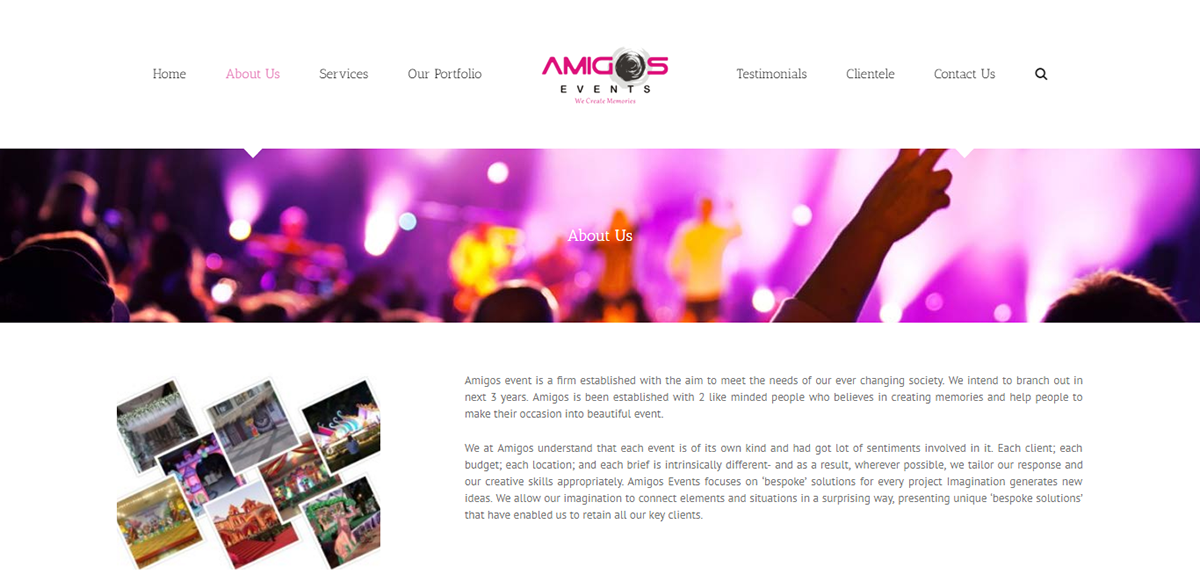 Home
About Us
Services
Our Portfolio
AMIGOS
EVENTS
We Create Memories
Testimonials
Clientele
Contact Us
About Us
Amigos event is a firm established with the aim to meet the needs of our ever changing society. We intend to branch out in
next 3 years. Amigos is been established with 2 like minded people who believes in creating memories and help people to
make their occasion into beautiful event.
We at Amigos understand that each event is of its own kind and had got lot of sentiments involved in it. Each client; each
budget; each location; and each brief is intrinsically different- and as a result, wherever possible, we tailor our response and
our creative skills appropriately. Amigos Events focuses on ‘bespoke’ solutions for every project Imagination generates new
ideas. We allow our imagination to connect elements and situations in a surprising way, presenting unique ‘bespoke solutions’
that have enabled us to retain all our key clients.